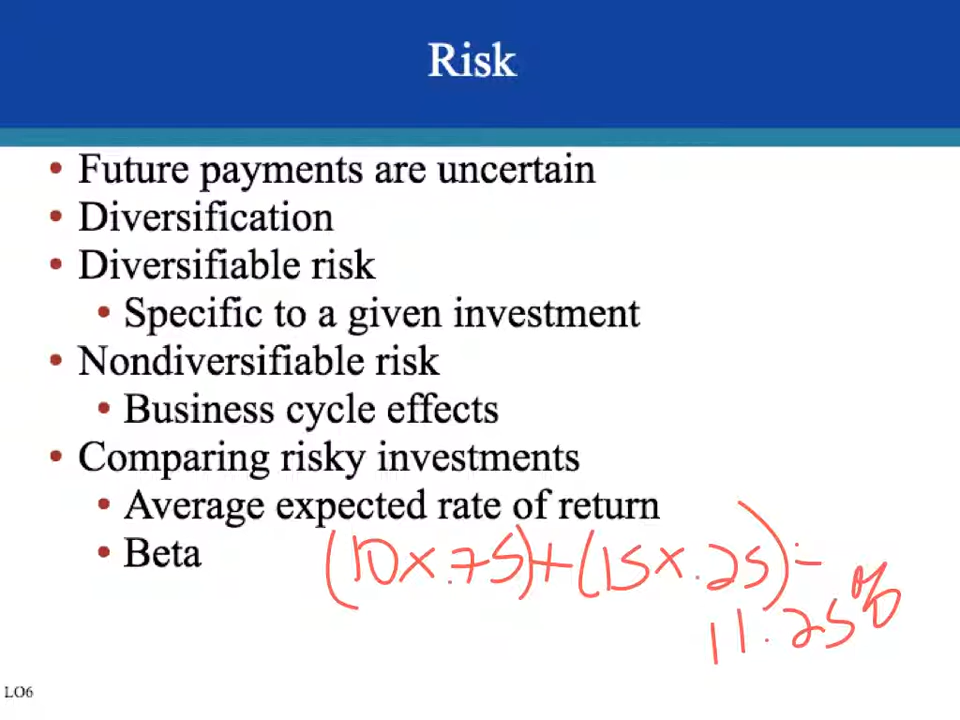 Risk
• Future payments are uncertain
• Diversification
• Diversifiable risk
• Specific to a given investment
• Nondiversifiable risk
• Business cycle effects
• Comparing risky investments
• Average expected rate of return
• Beta
(10x.75)+(15x.25)=
11.25%
LO6